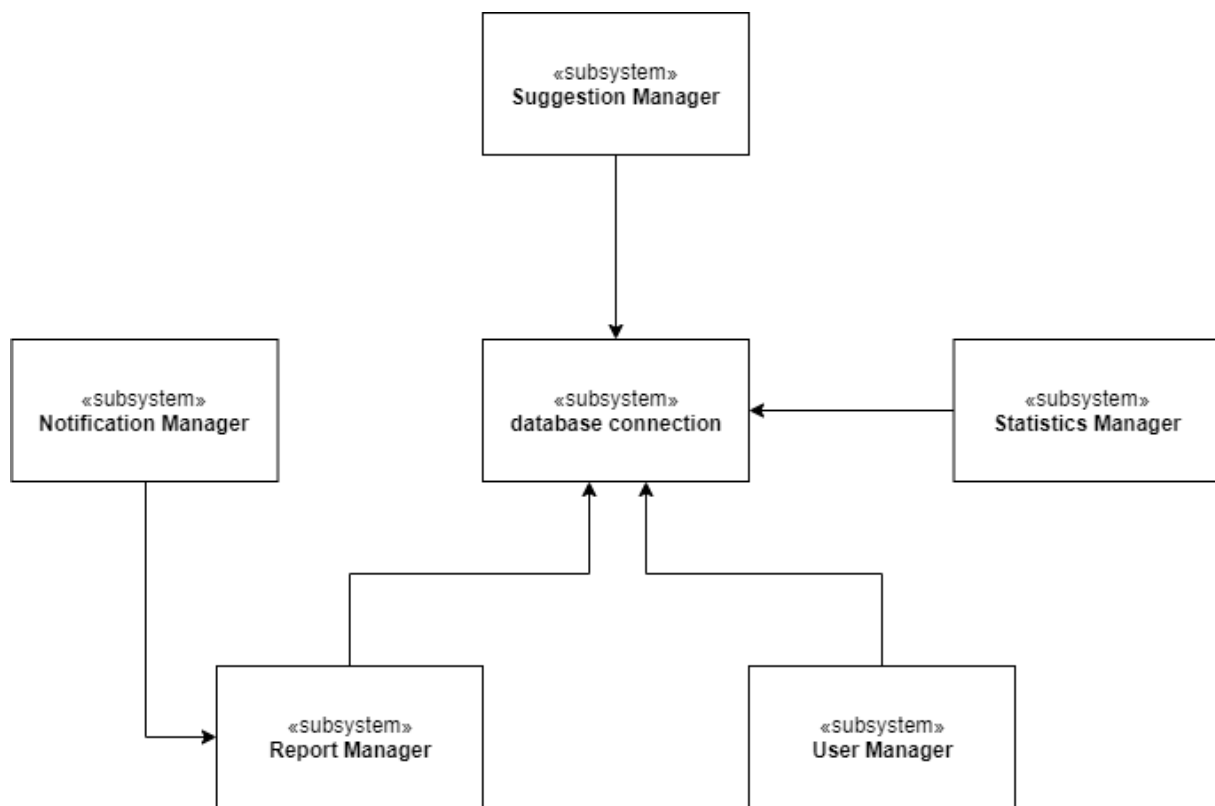 «subsystem»
Suggestion Manager
«subsystem»
Notification Manager
«subsystem»
database connection
«subsystem»
Statistics Manager
«subsystem»
Report Manager
«subsystem»
User Manager